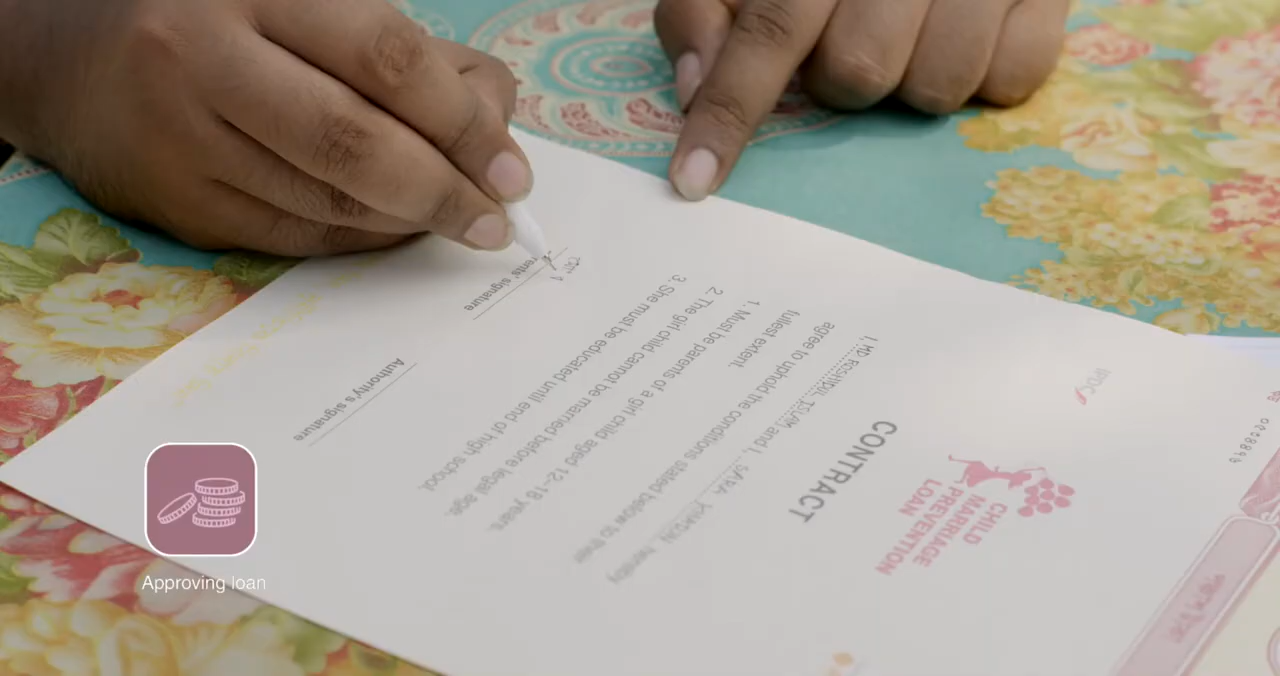 IPDC
CHILD
MARRIAGE
PREVENTION
LOAN
CONTRACT
I, MD ROSHIDUL ISLAM and I, SARA KHATUN, hereby
agree to uphold the conditions stated below to their
fullest extent.
1. Must be parents of a girl child aged 12-18 years.
2. The girl child cannot be married before legal age.
3. She must be educated until end of high school.
rents' signature
Authority's signature
Approving loan